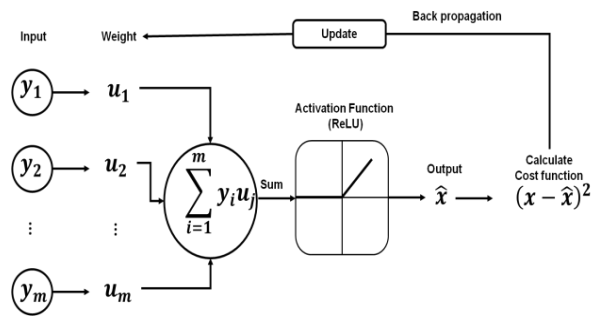 Back propagation
Input
Weight
Update
y₁
u₁
Activation Function
(ReLU)
y₂
u₂
m
∑ yᵢuⱼ
i=1
Sum
Output
x̂
Calculate
Cost function
(x − x̂)²
⋮
⋮
yₘ
uₘ